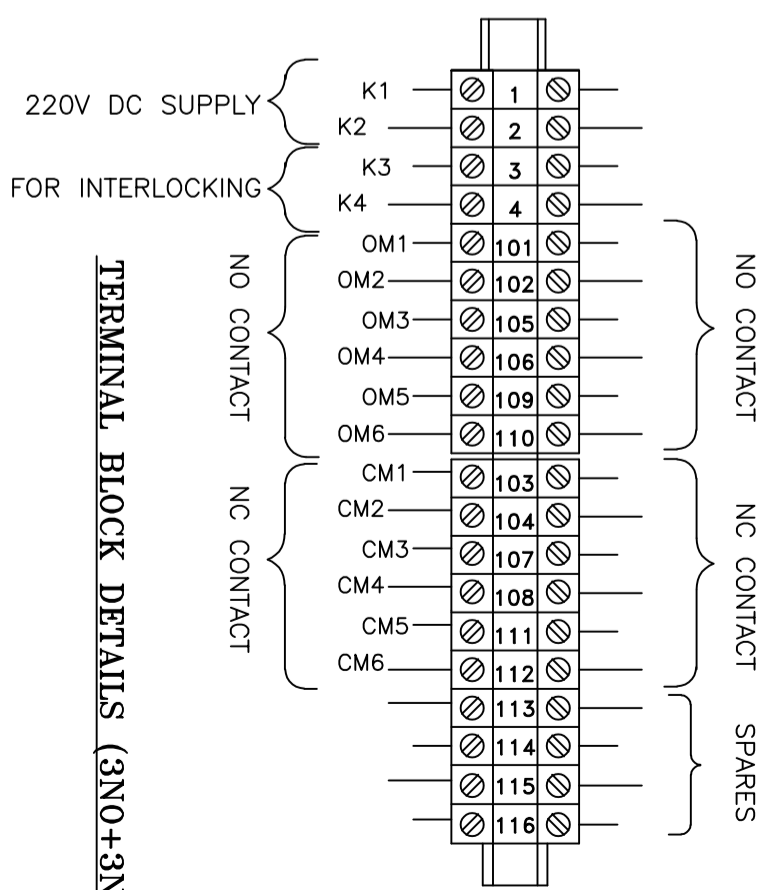 220V DC SUPPLY
FOR INTERLOCKING
NO CONTACT
NC CONTACT
TERMINAL BLOCK DETAILS (3NO+3N
K1 1
K2 2
K3 3
K4 4
OM1 101
OM2 102
OM3 105
OM4 106
OM5 109
OM6 110
CM1 103
CM2 104
CM3 107
CM4 108
CM5 111
CM6 112
113
114
115
116
NO CONTACT
NC CONTACT
SPARES